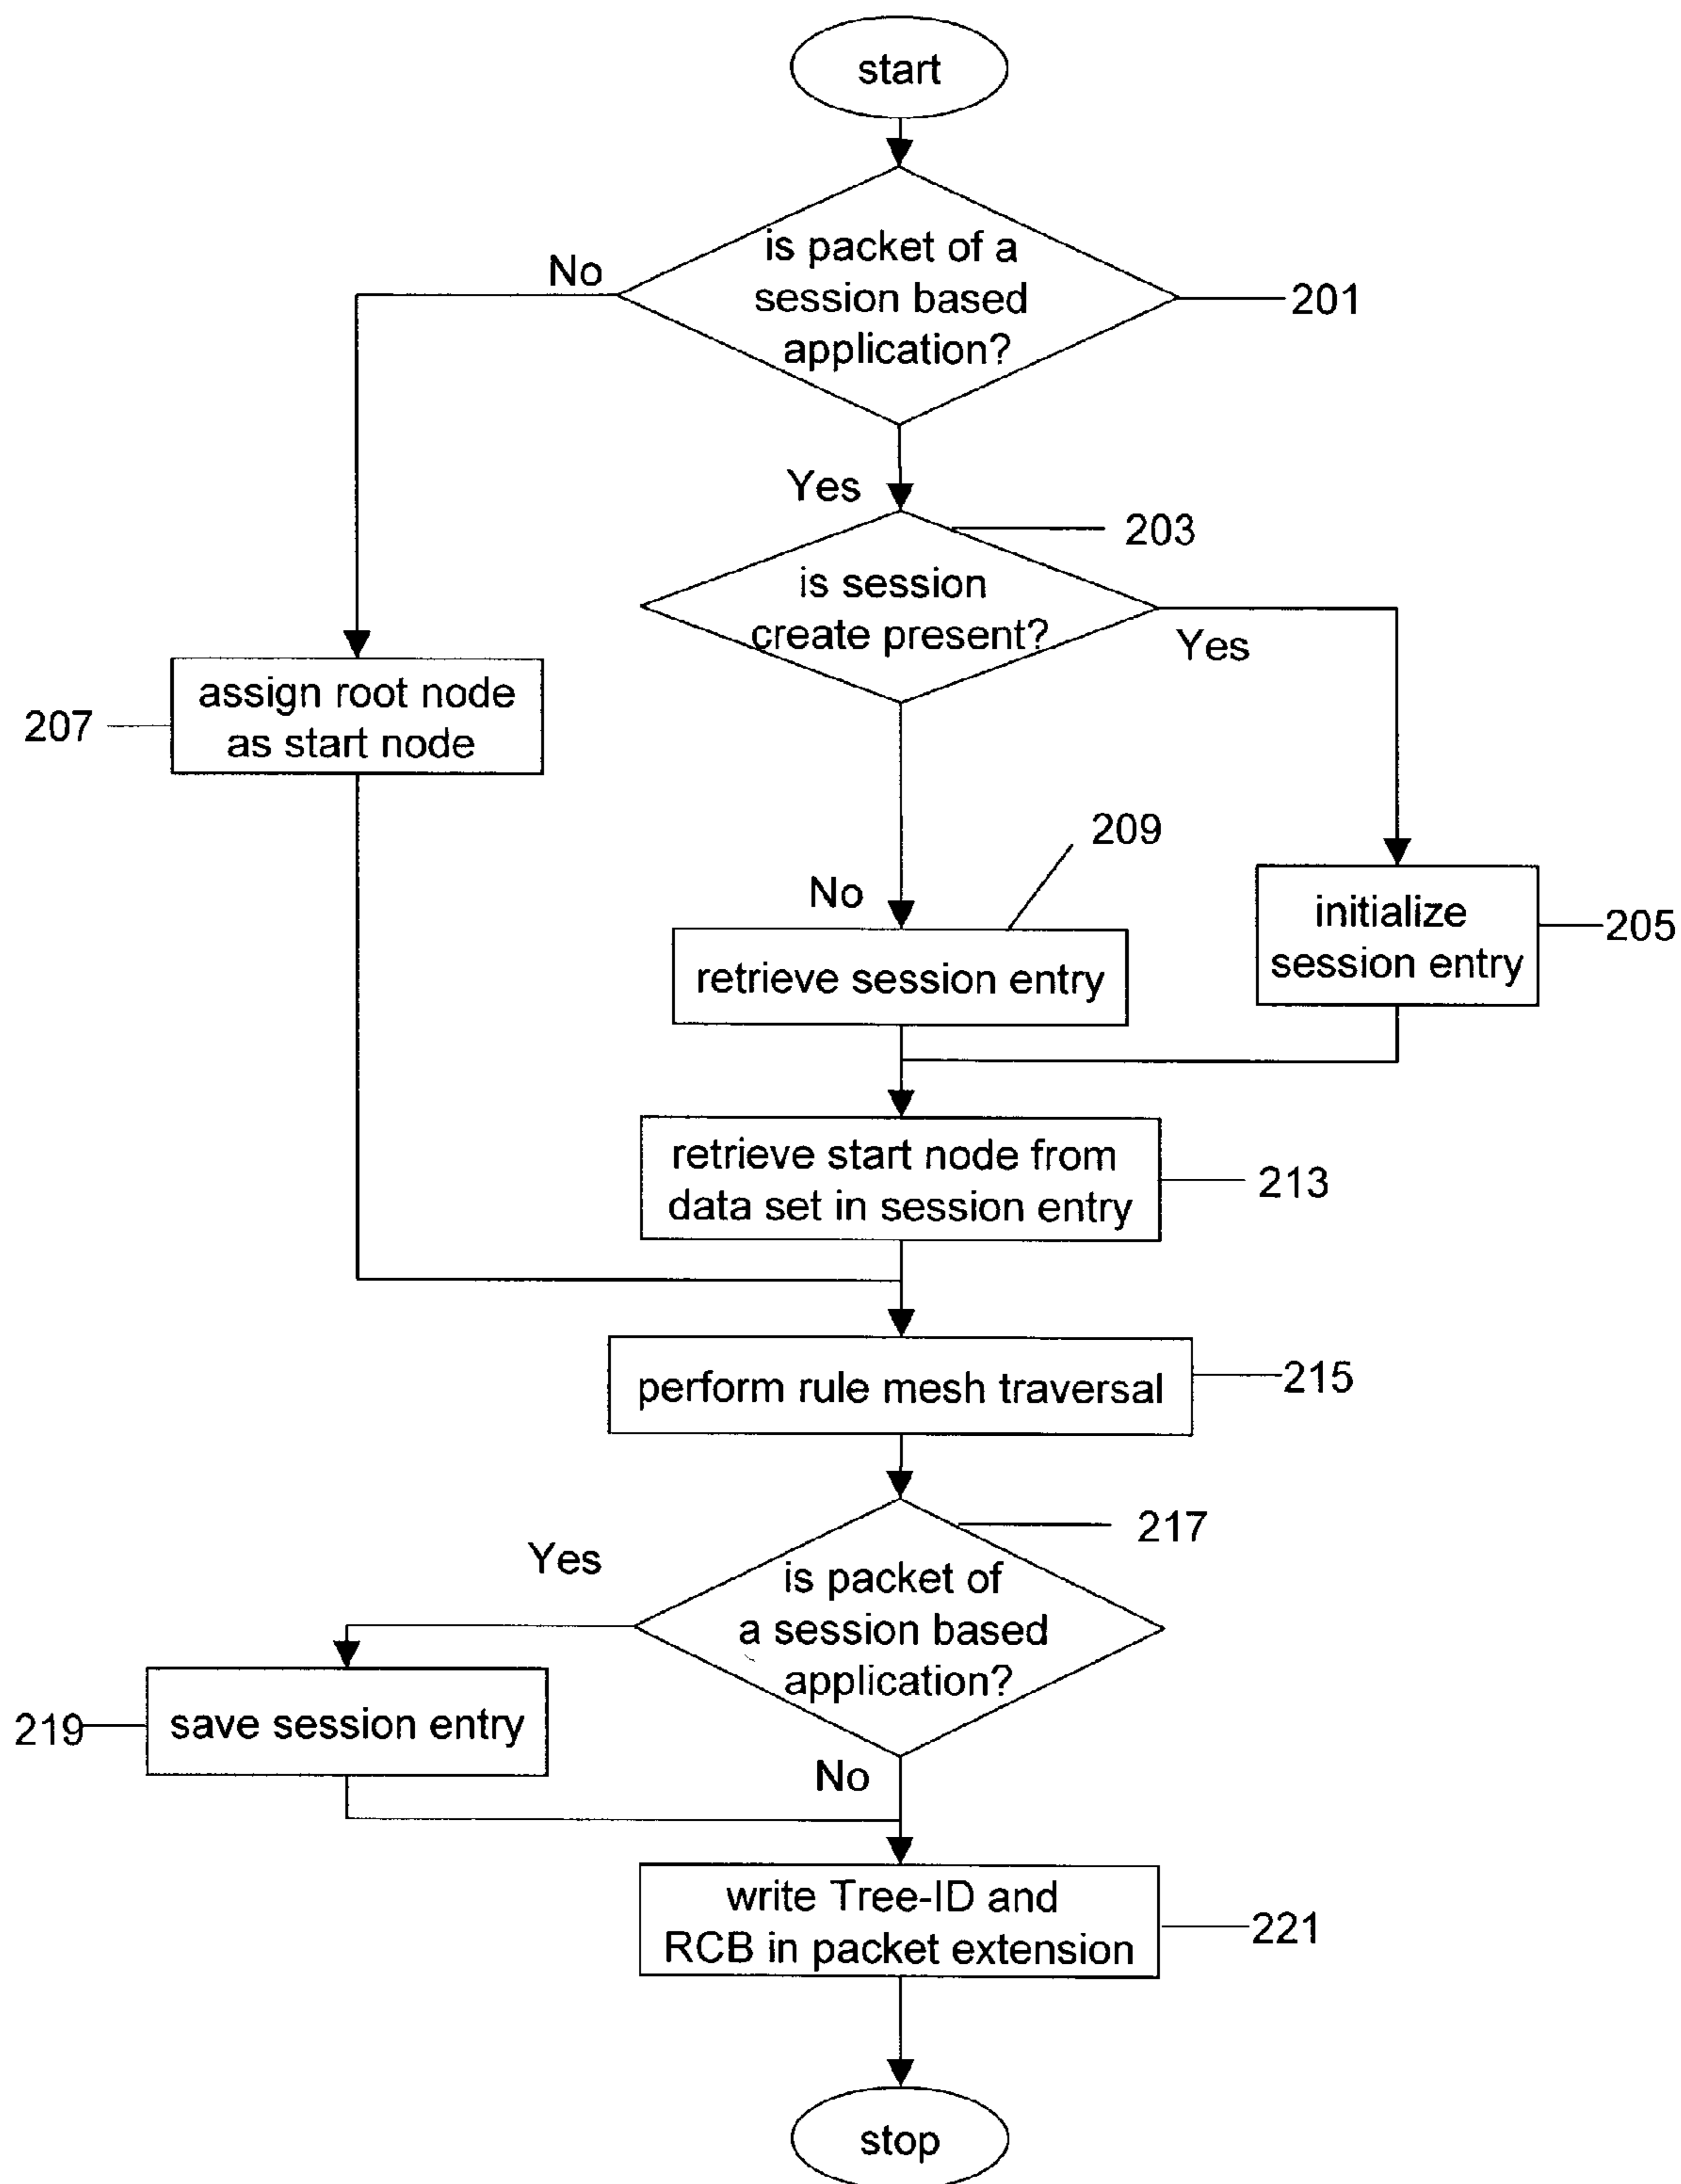 start
is packet of a
session based
application?
No
201
Yes
203
is session
create present?
Yes
assign root node
as start node
207
209
No
initialize
session entry
205
retrieve session entry
retrieve start node from
data set in session entry
213
perform rule mesh traversal
215
217
Yes
is packet of
a session based
application?
save session entry
219
No
write Tree-ID and
RCB in packet extension
221
stop